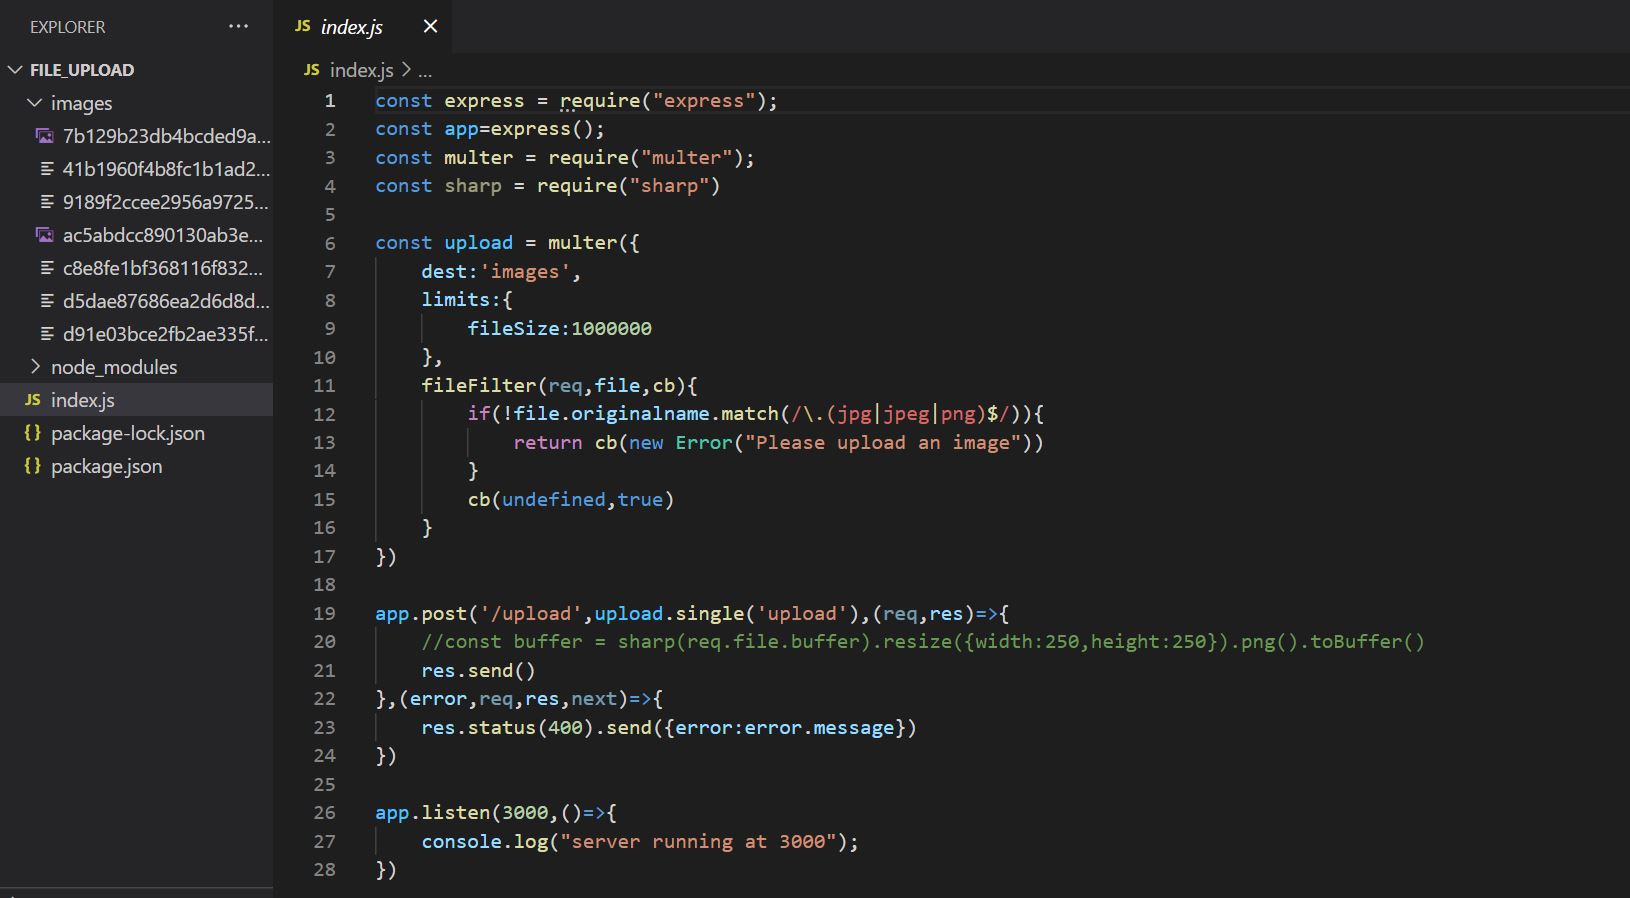 EXPLORER ...
FILE_UPLOAD
images
7b129b23db4bcded9a...
41b1960f4b8fc1b1ad2...
9189f2ccee2956a9725...
ac5abdcc890130ab3e...
c8e8fe1bf368116f832...
d5dae87686ea2d6d8d...
d91e03bce2fb2ae335f...
node_modules
JS index.js
{} package-lock.json
{} package.json
JS index.js ×
JS index.js > ...
1 const express = require("express");
2 const app=express();
3 const multer = require("multer");
4 const sharp = require("sharp")
5
6 const upload = multer({
7     dest:'images',
8     limits:{
9         fileSize:1000000
10     },
11     fileFilter(req,file,cb){
12         if(!file.originalname.match(/\.(jpg|jpeg|png)$/)){
13             return cb(new Error("Please upload an image"))
14         }
15         cb(undefined,true)
16     }
17 })
18
19 app.post('/upload',upload.single('upload'),(req,res)=>{
20     //const buffer = sharp(req.file.buffer).resize({width:250,height:250}).png().toBuffer()
21     res.send()
22 },(error,req,res,next)=>{
23     res.status(400).send({error:error.message})
24 })
25
26 app.listen(3000,()=>{
27     console.log("server running at 3000");
28 })